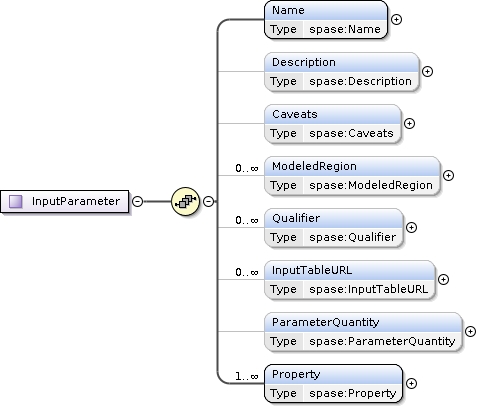 Name
Type spase:Name
Description
Type spase:Description
Caveats
Type spase:Caveats
0..∞
ModeledRegion
Type spase:ModeledRegion
InputParameter
0..∞
Qualifier
Type spase:Qualifier
0..∞
InputTableURL
Type spase:InputTableURL
ParameterQuantity
Type spase:ParameterQuantity
1..∞
Property
Type spase:Property